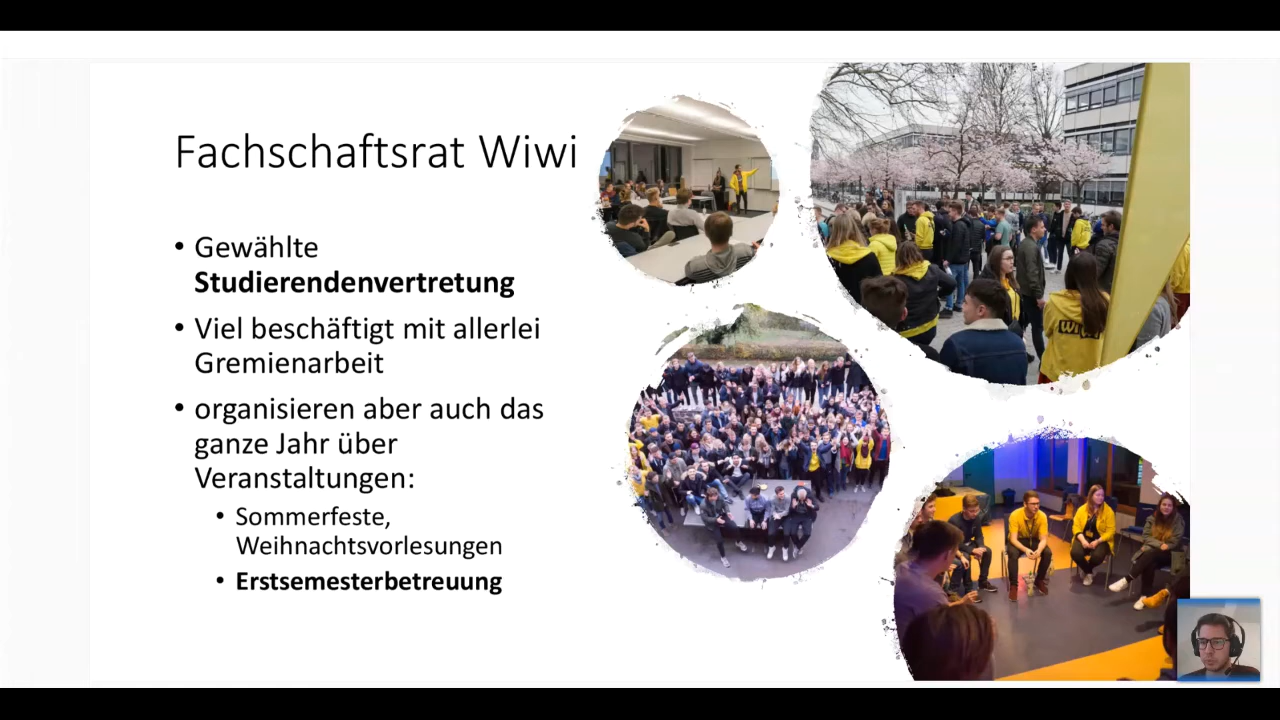 Fachschaftsrat Wiwi
• Gewählte
Studierendenvertretung
• Viel beschäftigt mit allerlei
Gremienarbeit
• organisieren aber auch das
ganze Jahr über
Veranstaltungen:
• Sommerfeste,
Weihnachtsvorlesungen
• Erstsemesterbetreuung